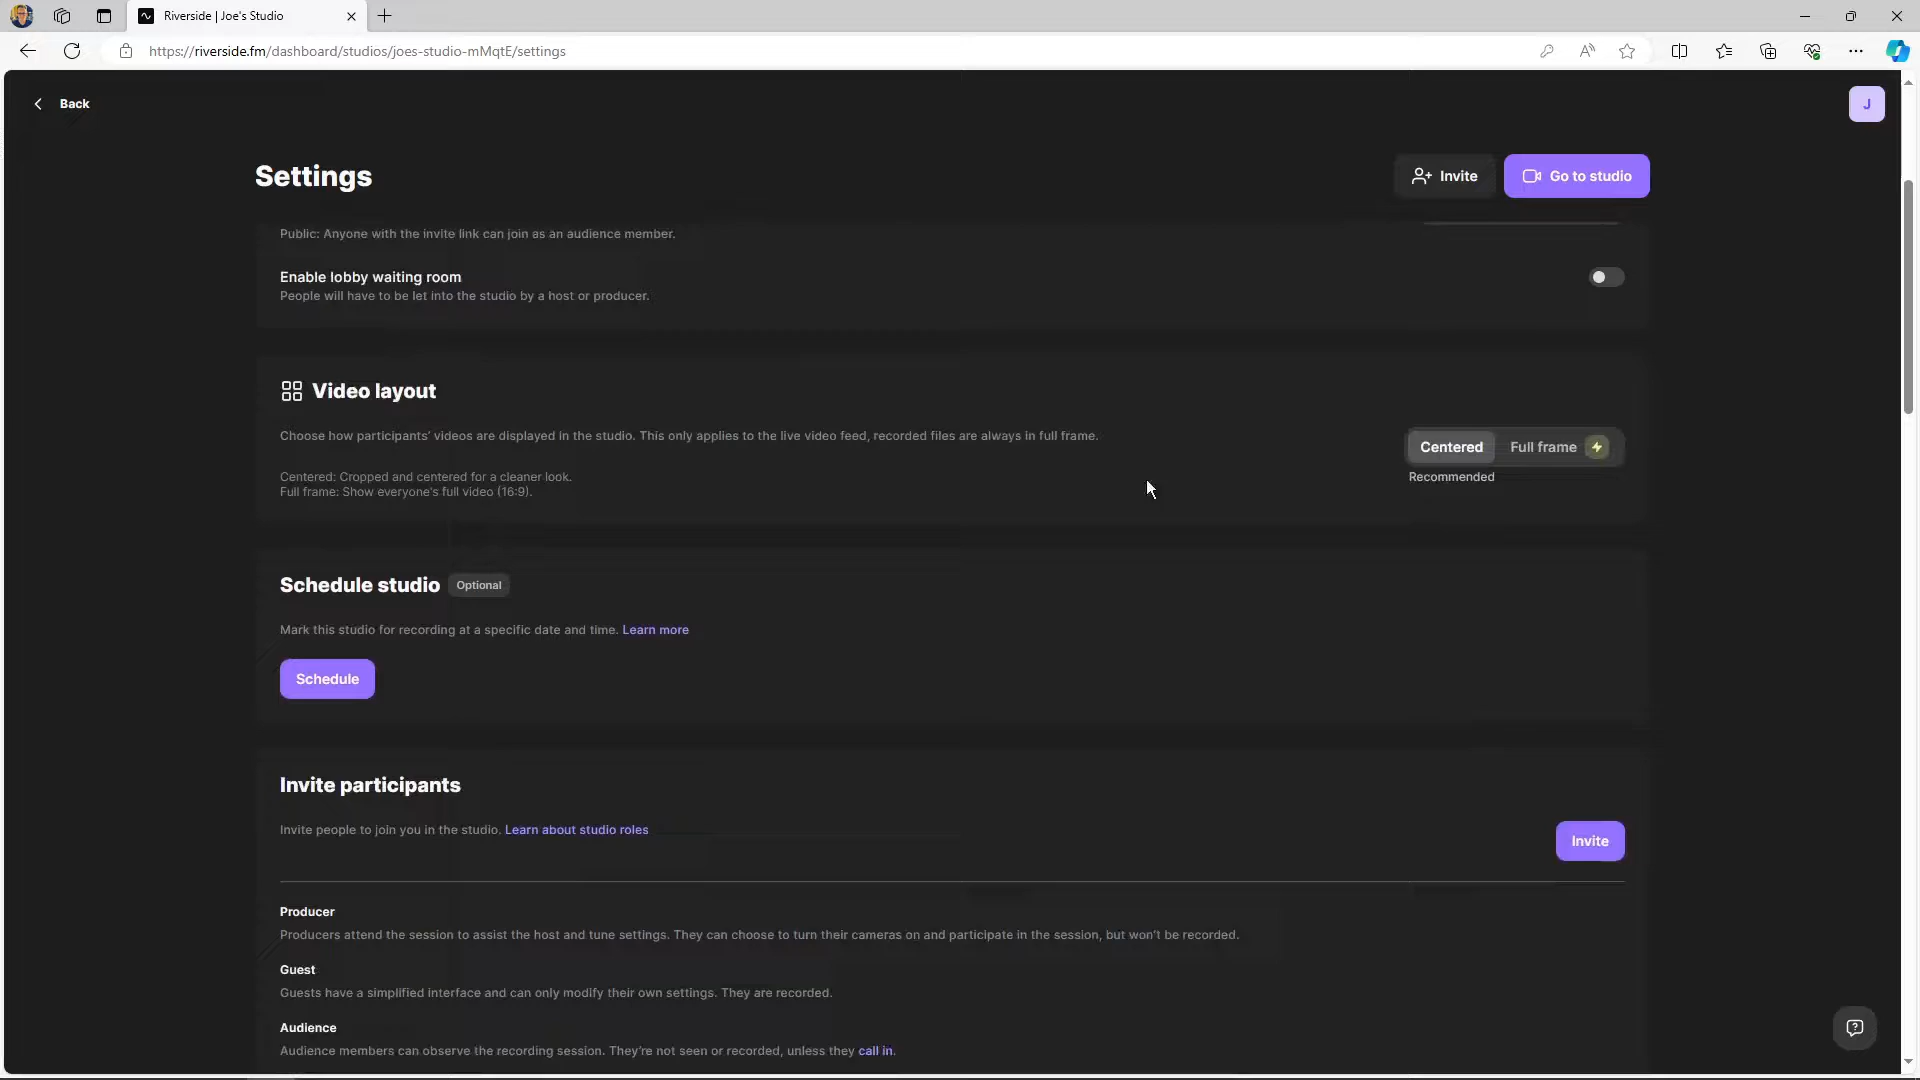 Riverside | Joe's Studio
https://riverside.fm/dashboard/studios/joes-studio-mMqtE/settings
Back
J
Settings
Invite
Go to studio
Public: Anyone with the invite link can join as an audience member.
Enable lobby waiting room
People will have to be let into the studio by a host or producer.
Video layout
Choose how participants' videos are displayed in the studio. This only applies to the live video feed, recorded files are always in full frame.
Centered
Full frame
Centered: Cropped and centered for a cleaner look.
Recommended
Full frame: Show everyone's full video (16:9).
Schedule studio
Optional
Mark this studio for recording at a specific date and time. Learn more
Schedule
Invite participants
Invite people to join you in the studio. Learn about studio roles
Invite
Producer
Producers attend the session to assist the host and tune settings. They can choose to turn their cameras on and participate in the session, but won't be recorded.
Guest
Guests have a simplified interface and can only modify their own settings. They are recorded.
Audience
Audience members can observe the recording session. They're not seen or recorded, unless they call in.